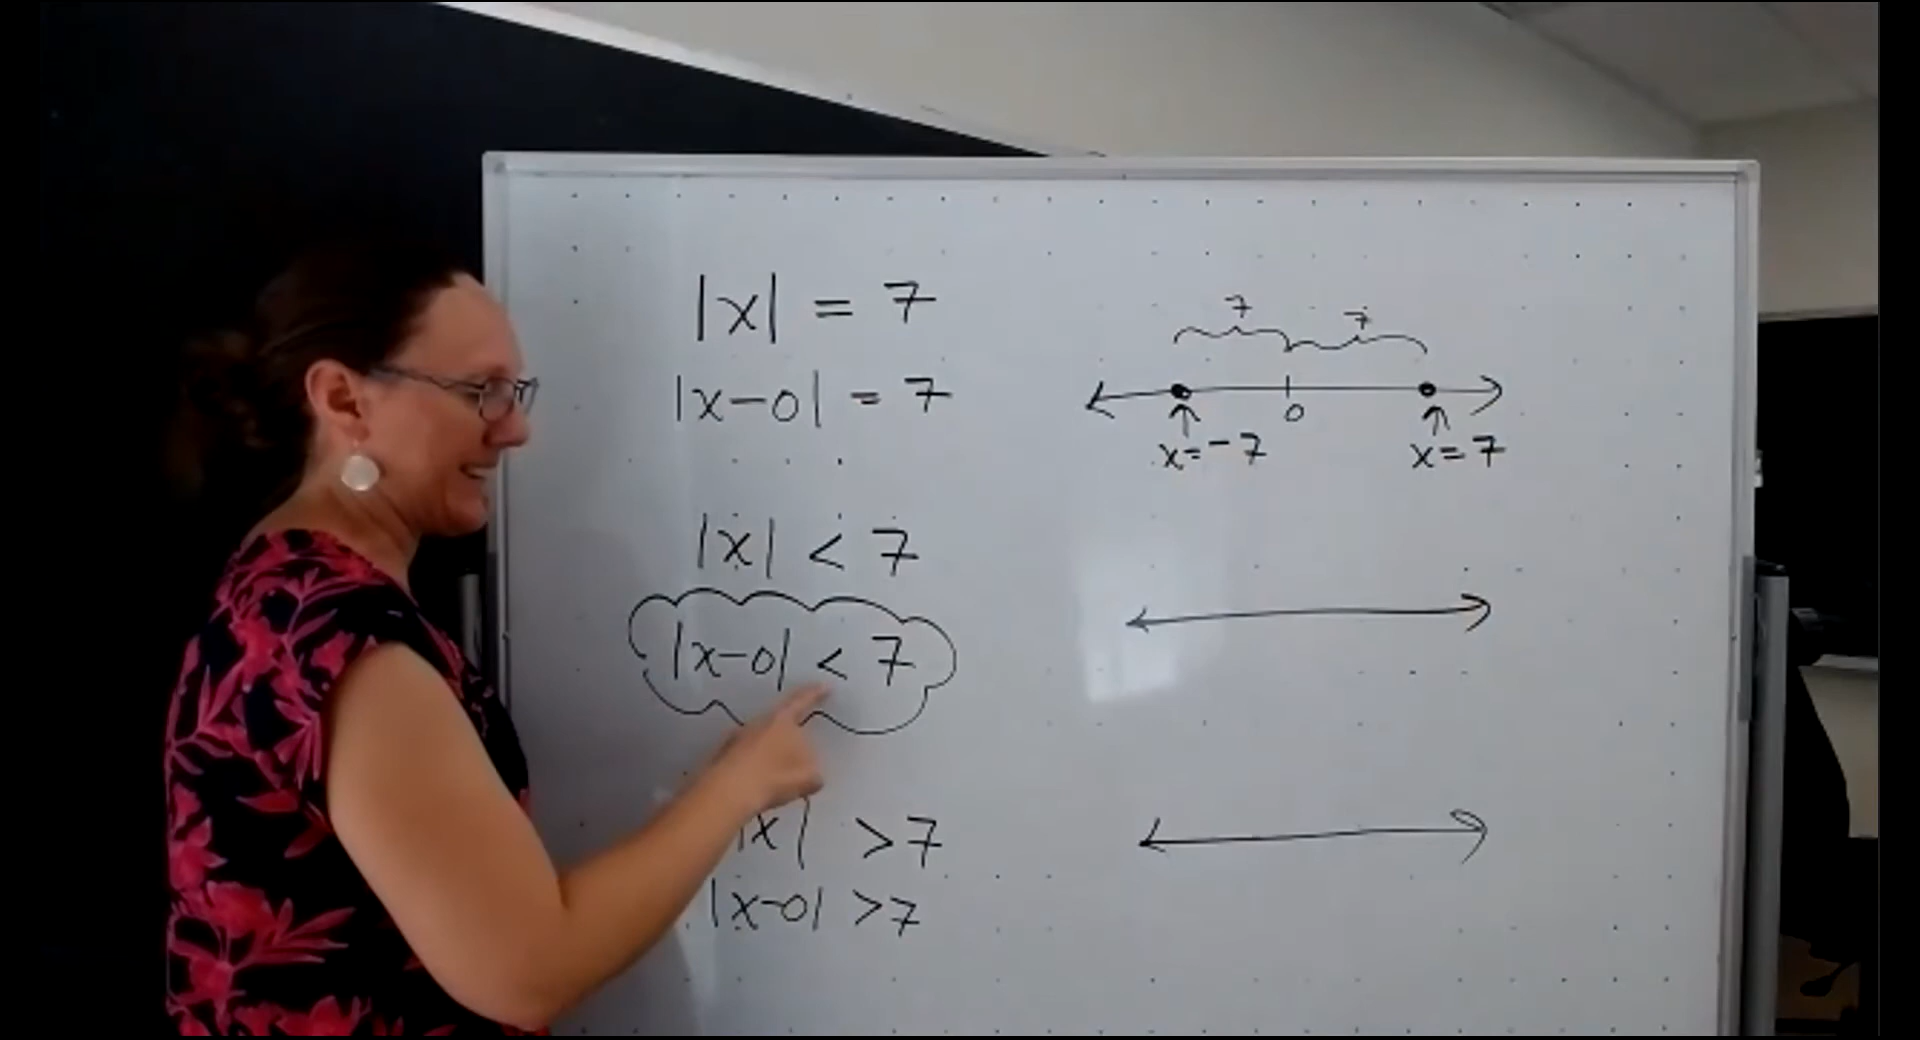 |x| = 7
|x-0| = 7
7 7
0
x=-7 x=7
|x| < 7
|x-0| < 7
|x| >7
|x-0| >7